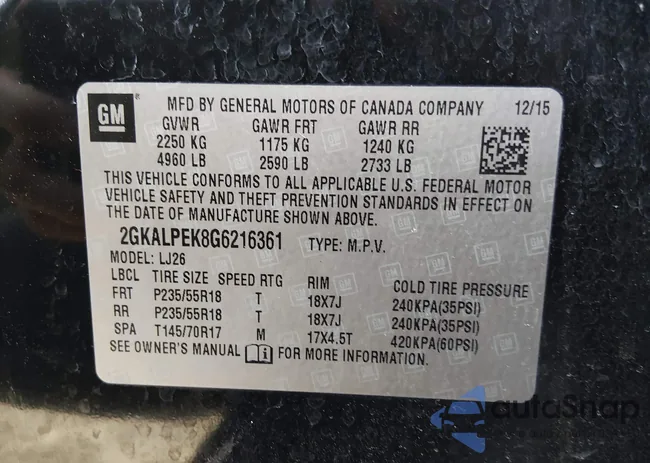 GM
MFD BY GENERAL MOTORS OF CANADA COMPANY 12/15
GVWR GAWR FRT GAWR RR
2250 KG 1175 KG 1240 KG
4960 LB 2590 LB 2733 LB
THIS VEHICLE CONFORMS TO ALL APPLICABLE U.S. FEDERAL MOTOR
VEHICLE SAFETY AND THEFT PREVENTION STANDARDS IN EFFECT ON
THE DATE OF MANUFACTURE SHOWN ABOVE.
2GKALPEK8G6216361 TYPE: M.P.V.
MODEL: LJ26
LBCL TIRE SIZE SPEED RTG RIM COLD TIRE PRESSURE
FRT P235/55R18 T 18X7J 240KPA(35PSI)
RR P235/55R18 T 18X7J 240KPA(35PSI)
SPA T145/70R17 M 17X4.5T 420KPA(60PSI)
SEE OWNER'S MANUAL FOR MORE INFORMATION.
autoSnap